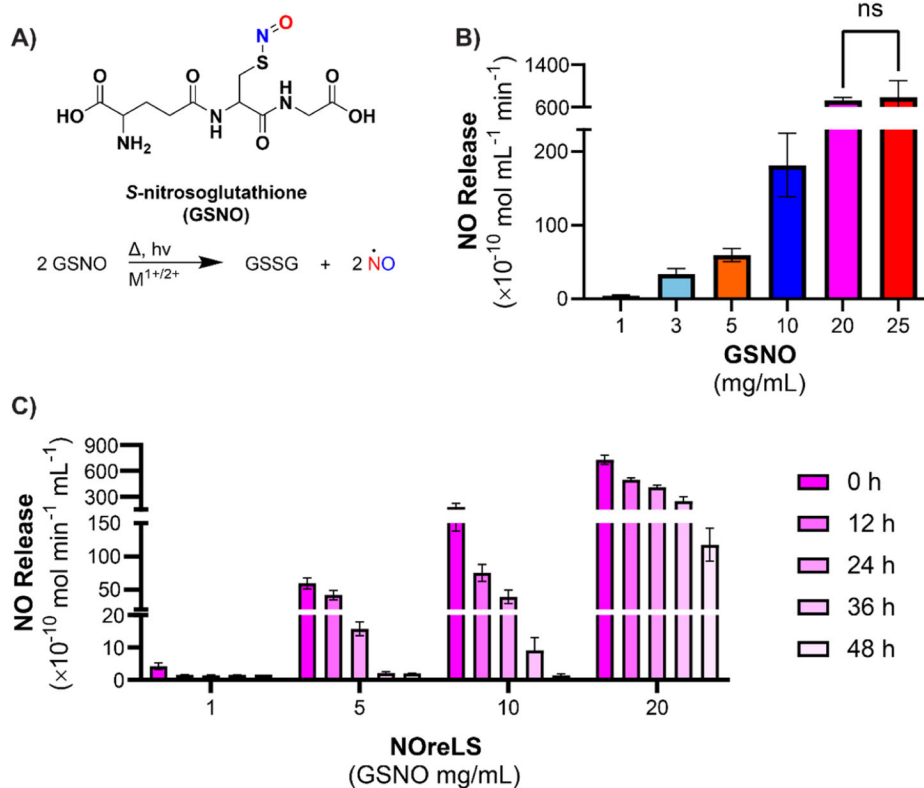 A)
N O
S
O O O
HO N H N OH
H
NH2 O
S-nitrosoglutathione
(GSNO)
2 GSNO Δ, hν M1+/2+ GSSG + 2 ṄO
B)
ns
NO Release
(×10−10 mol mL−1 min−1)
1400
600
200
100
0
1 3 5 10 20 25
GSNO
(mg/mL)
C)
NO Release
(×10−10 mol min−1 mL−1)
900
600
300
150
100
50
20
10
0
1 5 10 20
NOreLS
(GSNO mg/mL)
0 h
12 h
24 h
36 h
48 h